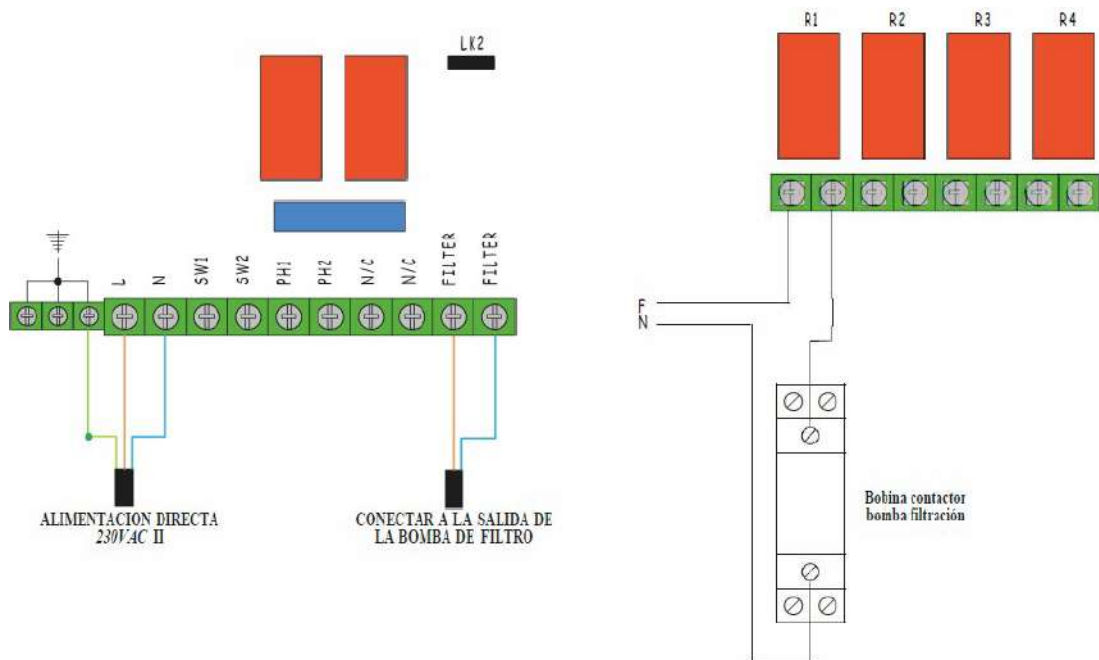 LK2
L
N
SW1
SW2
PH1
PH2
N/C
N/C
FILTER
FILTER
ALIMENTACION DIRECTA
230VAC II
CONECTAR A LA SALIDA DE
LA BOMBA DE FILTRO
R1
R2
R3
R4
F
N
Bobina contactor
bomba filtración